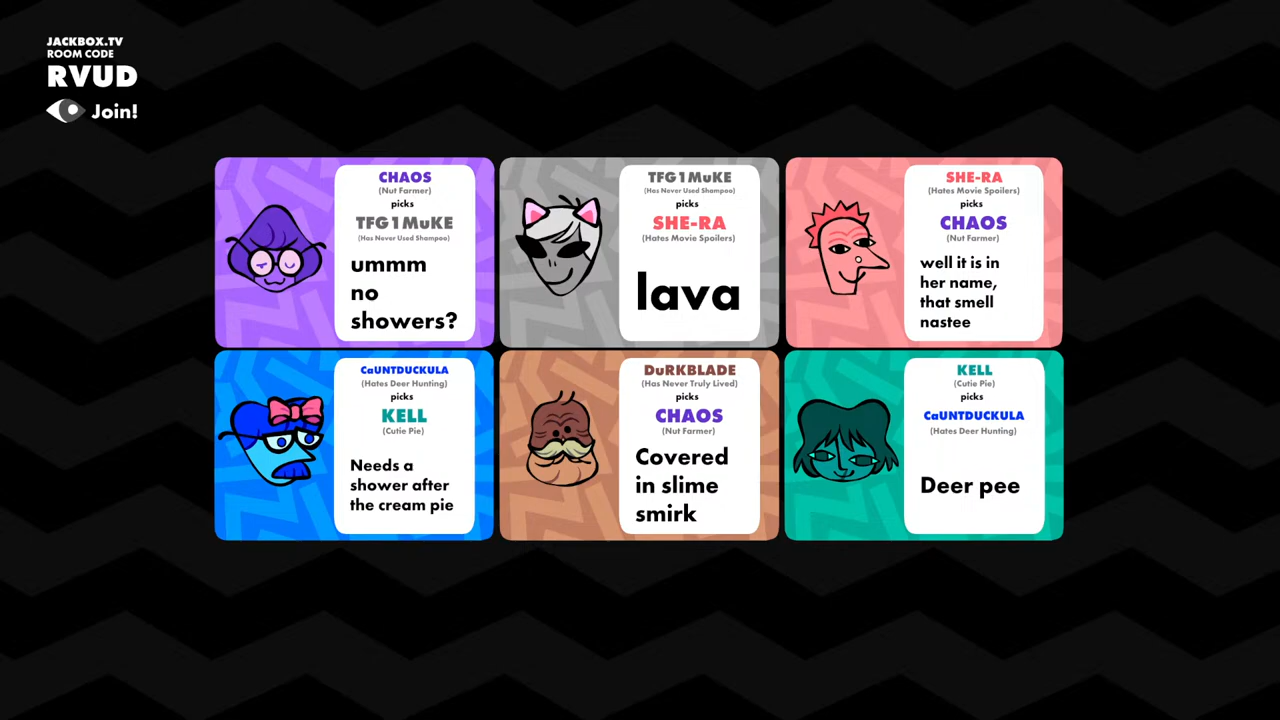 JACKBOX.TV
ROOM CODE
RVUD
Join!
CHAOS
(Nut Farmer)
picks
TFG1MuKE
(Has Never Used Shampoo)
ummm
no
showers?
TFG1MuKE
(Has Never Used Shampoo)
picks
SHE-RA
(Hates Movie Spoilers)
lava
SHE-RA
(Hates Movie Spoilers)
picks
CHAOS
(Nut Farmer)
well it is in
her name,
that smell
nastee
CaUNTDUCKULA
(Hates Deer Hunting)
picks
KELL
(Cutie Pie)
Needs a
shower after
the cream pie
DuRKBLADE
(Has Never Truly Lived)
picks
CHAOS
(Nut Farmer)
Covered
in slime
smirk
KELL
(Cutie Pie)
picks
CaUNTDUCKULA
(Hates Deer Hunting)
Deer pee